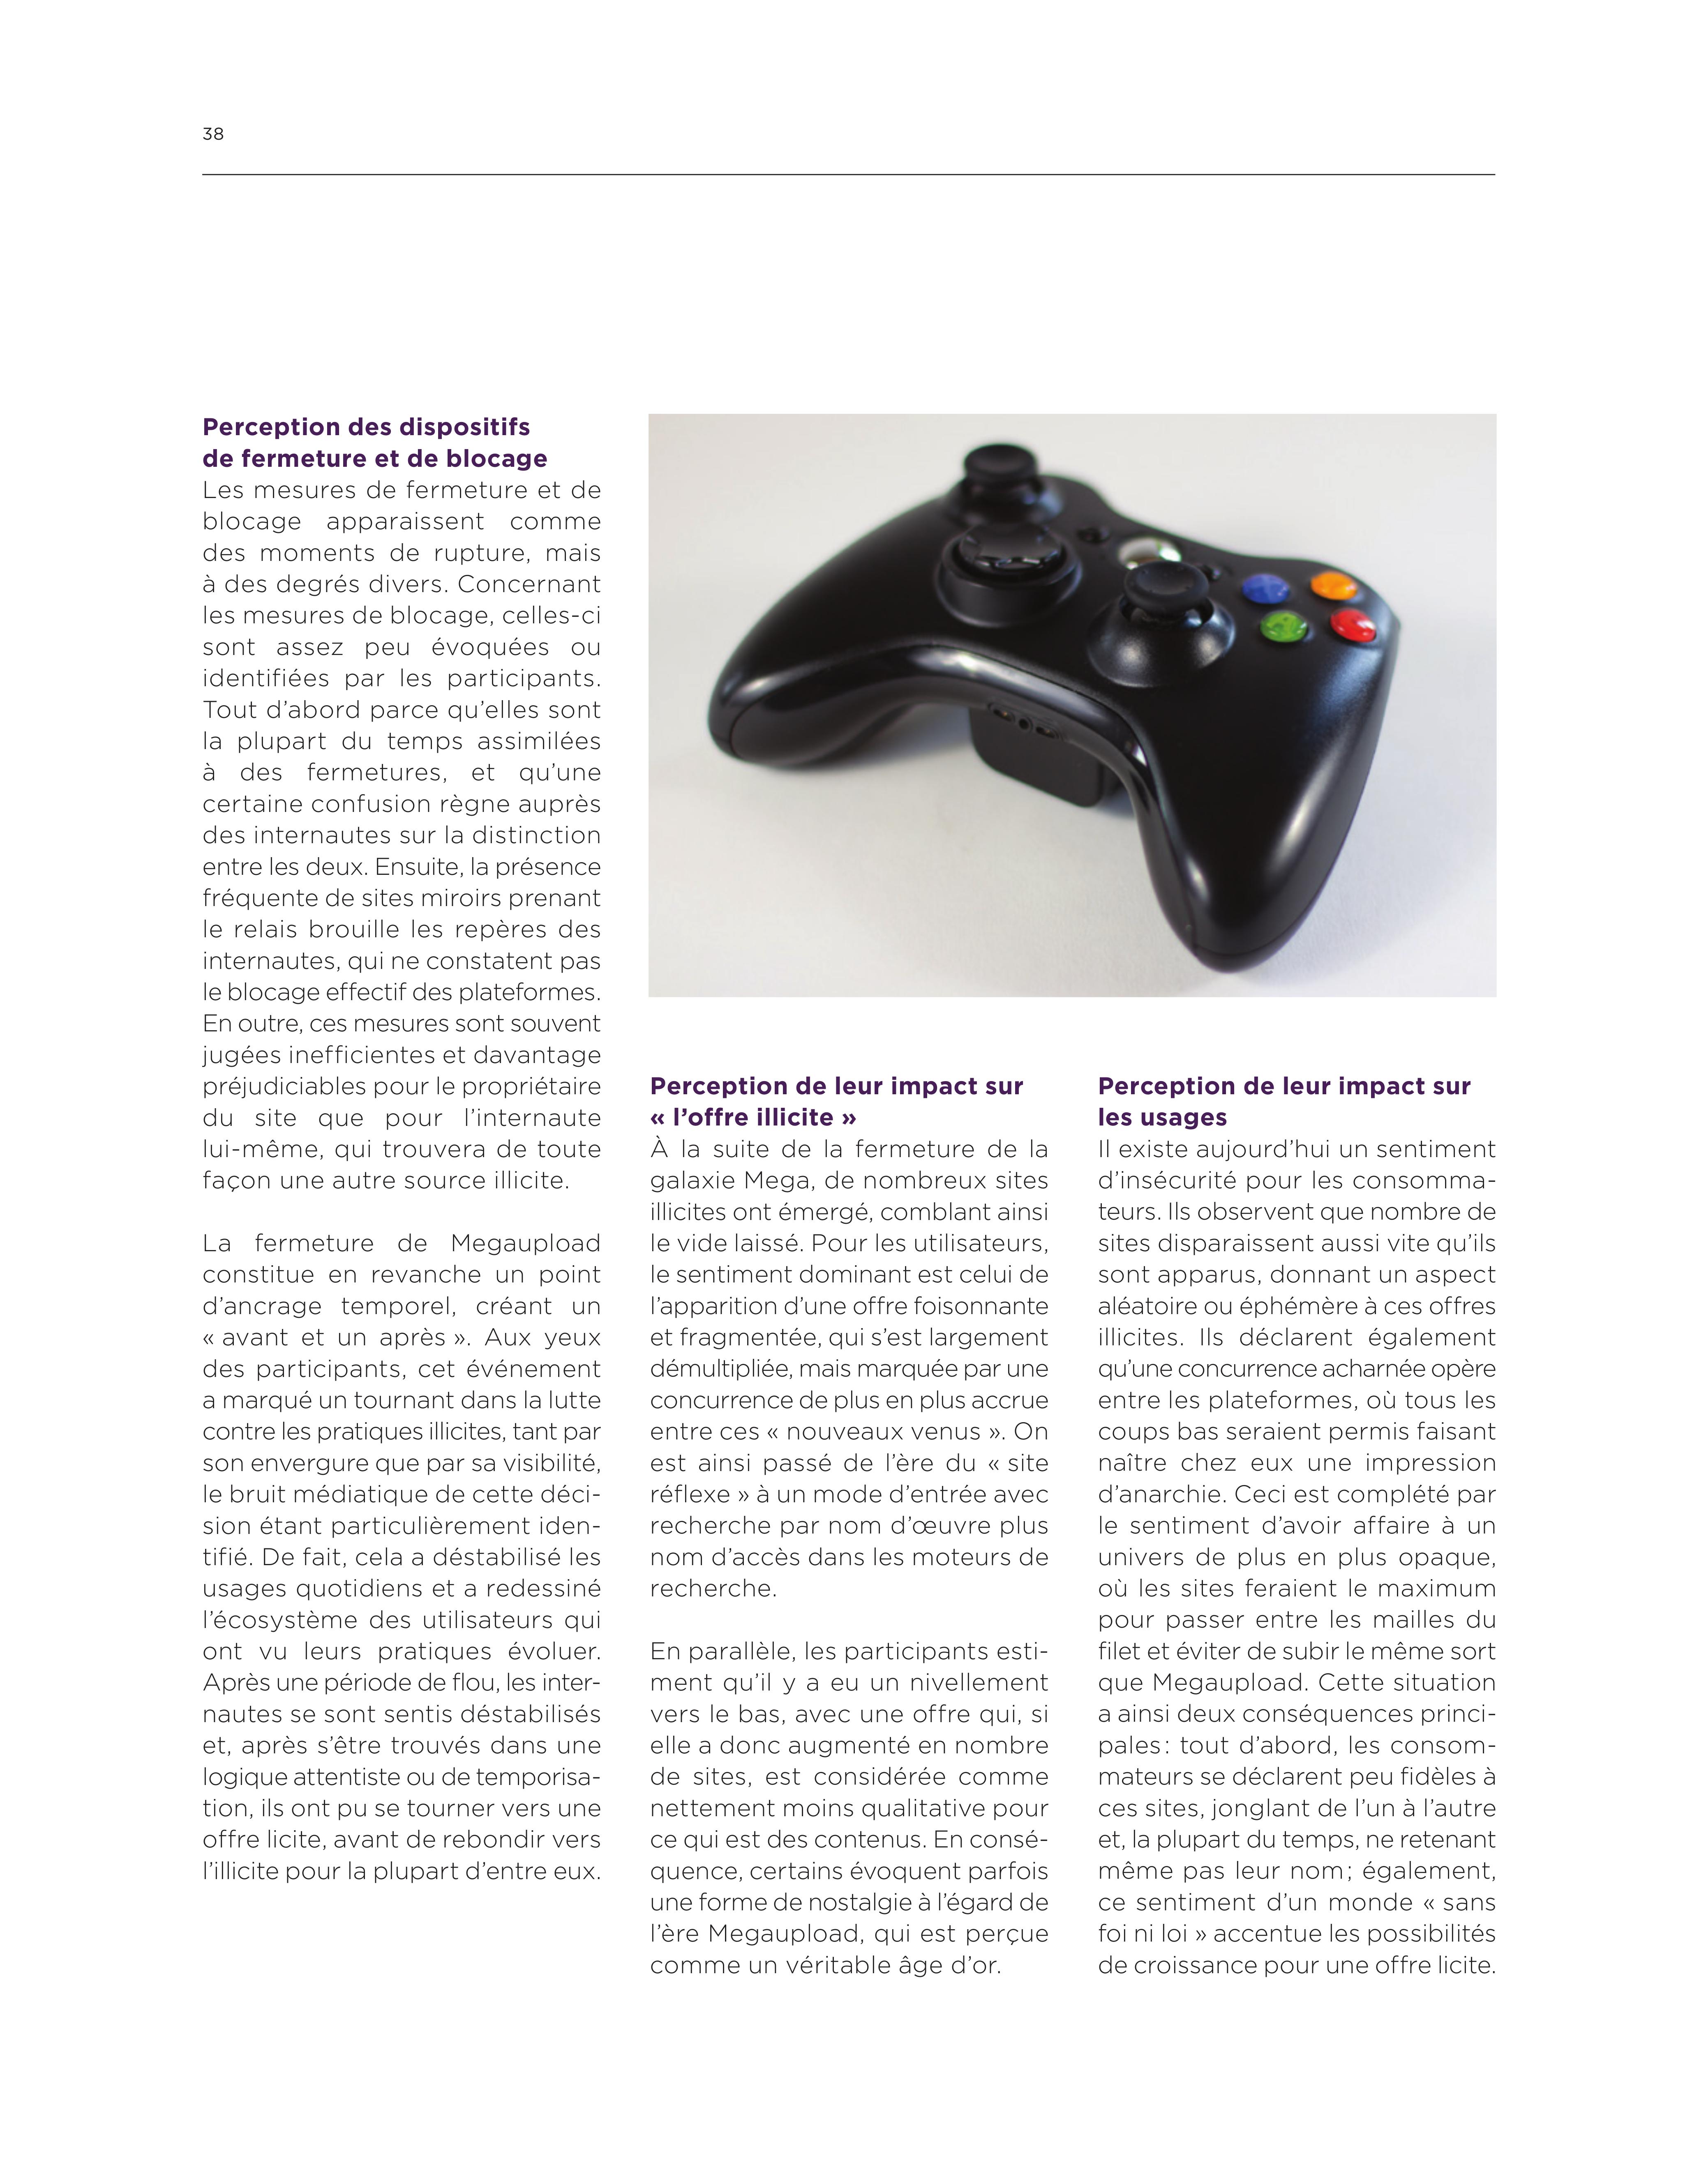 38
Perception des dispositifs
de fermeture et de blocage
Les mesures de fermeture et de
blocage apparaissent comme
des moments de rupture, mais
à des degrés divers. Concernant
les mesures de blocage, celles-ci
sont assez peu évoquées ou
identifiées par les participants.
Tout d’abord parce qu’elles sont
la plupart du temps assimilées
à des fermetures, et qu’une
certaine confusion règne auprès
des internautes sur la distinction
entre les deux. Ensuite, la présence
fréquente de sites miroirs prenant
le relais brouille les repères des
internautes, qui ne constatent pas
le blocage effectif des plateformes.
En outre, ces mesures sont souvent
jugées inefficientes et davantage
préjudiciables pour le propriétaire
du site que pour l’internaute
lui-même, qui trouvera de toute
façon une autre source illicite.
La fermeture de Megaupload
constitue en revanche un point
d’ancrage temporel, créant un
« avant et un après ». Aux yeux
des participants, cet événement
a marqué un tournant dans la lutte
contre les pratiques illicites, tant par
son envergure que par sa visibilité,
le bruit médiatique de cette déci-
sion étant particulièrement iden-
tifié. De fait, cela a déstabilisé les
usages quotidiens et a redessiné
l’écosystème des utilisateurs qui
ont vu leurs pratiques évoluer.
Après une période de flou, les inter-
nautes se sont sentis déstabilisés
et, après s’être trouvés dans une
logique attentiste ou de temporisa-
tion, ils ont pu se tourner vers une
offre licite, avant de rebondir vers
l’illicite pour la plupart d’entre eux.
Perception de leur impact sur
« l’offre illicite »
À la suite de la fermeture de la
galaxie Mega, de nombreux sites
illicites ont émergé, comblant ainsi
le vide laissé. Pour les utilisateurs,
le sentiment dominant est celui de
l’apparition d’une offre foisonnante
et fragmentée, qui s’est largement
démultipliée, mais marquée par une
concurrence de plus en plus accrue
entre ces « nouveaux venus ». On
est ainsi passé de l’ère du « site
réflexe » à un mode d’entrée avec
recherche par nom d’œuvre plus
nom d’accès dans les moteurs de
recherche.
En parallèle, les participants esti-
ment qu’il y a eu un nivellement
vers le bas, avec une offre qui, si
elle a donc augmenté en nombre
de sites, est considérée comme
nettement moins qualitative pour
ce qui est des contenus. En consé-
quence, certains évoquent parfois
une forme de nostalgie à l’égard de
l’ère Megaupload, qui est perçue
comme un véritable âge d’or.
Perception de leur impact sur
les usages
Il existe aujourd’hui un sentiment
d’insécurité pour les consomma-
teurs. Ils observent que nombre de
sites disparaissent aussi vite qu’ils
sont apparus, donnant un aspect
aléatoire ou éphémère à ces offres
illicites. Ils déclarent également
qu’une concurrence acharnée opère
entre les plateformes, où tous les
coups bas seraient permis faisant
naître chez eux une impression
d’anarchie. Ceci est complété par
le sentiment d’avoir affaire à un
univers de plus en plus opaque,
où les sites feraient le maximum
pour passer entre les mailles du
filet et éviter de subir le même sort
que Megaupload. Cette situation
a ainsi deux conséquences princi-
pales : tout d’abord, les consom-
mateurs se déclarent peu fidèles à
ces sites, jonglant de l’un à l’autre
et, la plupart du temps, ne retenant
même pas leur nom ; également,
ce sentiment d’un monde « sans
foi ni loi » accentue les possibilités
de croissance pour une offre licite.